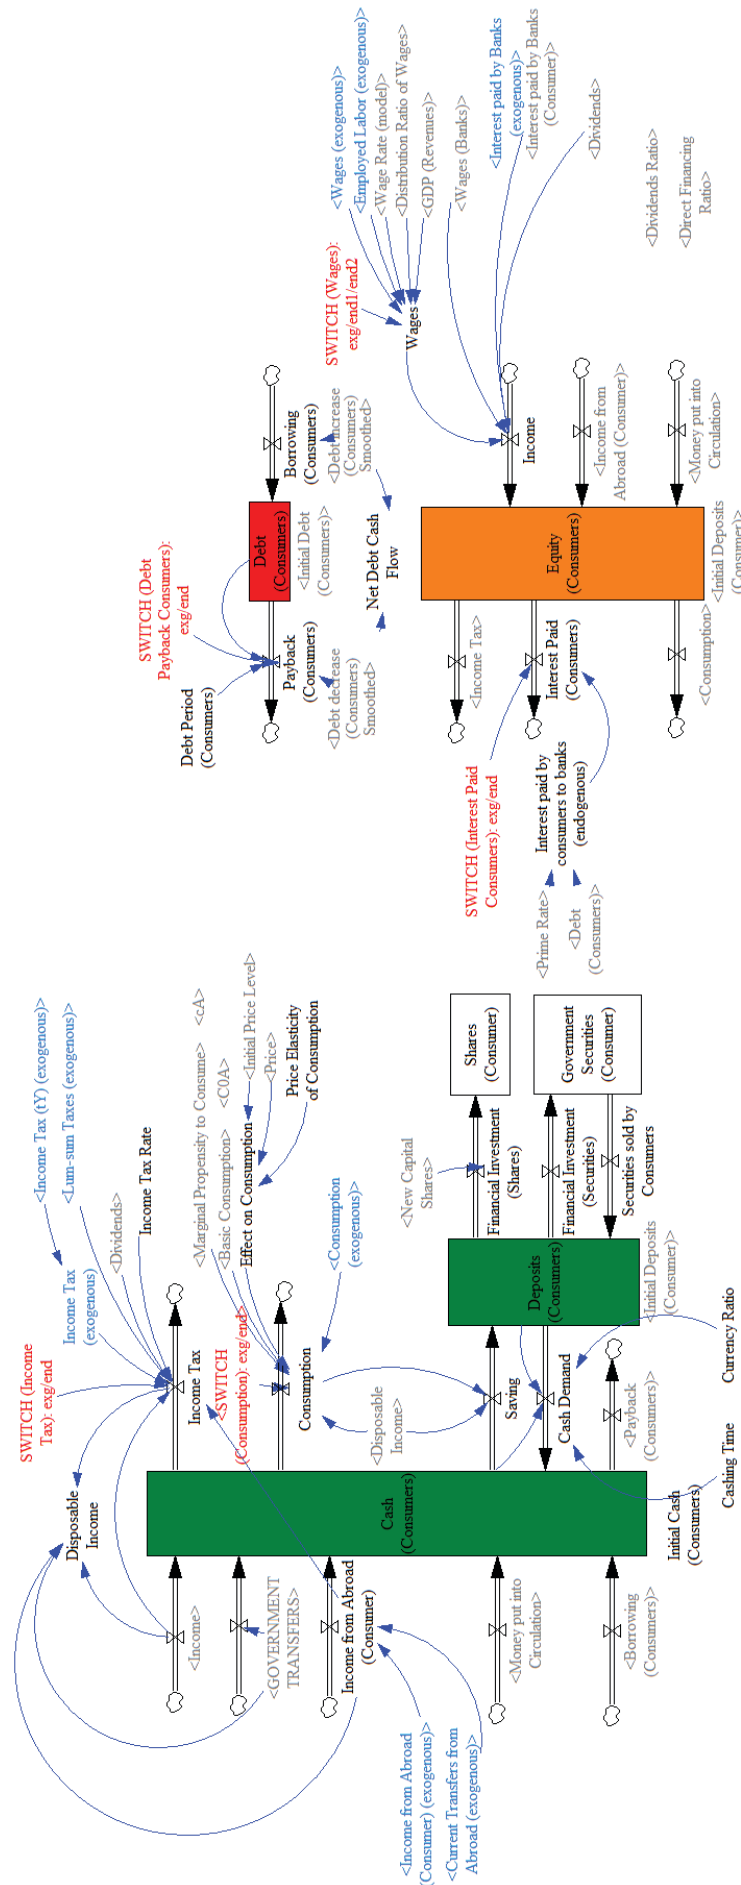 SWITCH (Income
Tax): exg/end
<Income Tax (tY) (exogenous)>
<Lum-sum Taxes (exogenous)>
Income Tax
(exogenous)
<Dividends>
Income Tax Rate
Disposable
Income
<Income>
Income Tax
<Marginal Propensity to Consume>
<cA>
<Basic Consumption>
<C0A>
<Initial Price Level>
Effect on Consumption
<Price>
Price Elasticity
of Consumption
<GOVERNMENT
TRANSFERS>
<SWITCH
(Consumption): exg/end>
Consumption
<Consumption
(exogenous)>
Income from Abroad
(Consumer)
Cash
(Consumers)
<Disposable
Income>
<New Capital
Shares>
<Income from Abroad
(Consumer) (exogenous)>
<Current Transfers from
Abroad (exogenous)>
<Money put into
Circulation>
Saving
Deposits
(Consumers)
Financial Investment
(Shares)
Shares
(Consumer)
Cash Demand
Financial Investment
(Securities)
Government
Securities
(Consumer)
Securities sold by
Consumers
<Borrowing
(Consumers)>
<Payback
(Consumers)>
<Initial Deposits
(Consumer)>
Initial Cash
(Consumers)
Cashing Time
Currency Ratio
SWITCH (Debt
Payback Consumers):
exg/end
Debt Period
(Consumers)
Payback
(Consumers)
Debt
(Consumers)
Borrowing
(Consumers)
<Debt decrease
(Consumers)
Smoothed>
<Initial Debt
(Consumers)>
<Debt increase
(Consumers)
Smoothed>
Net Debt Cash
Flow
SWITCH (Wages):
exg/end1/end2
<Wages (exogenous)>
<Employed Labor (exogenous)>
<Wage Rate (model)>
<Distribution Ratio of Wages>
<GDP (Revenues)>
Wages
<Wages (Banks)>
<Interest paid by Banks
(exogenous)>
<Interest paid by Banks
(Consumer)>
<Dividends>
SWITCH (Interest Paid
Consumers): exg/end
<Income Tax>
Equity
(Consumers)
Income
Interest Paid
(Consumers)
<Income from
Abroad (Consumer)>
Interest paid by
consumers to banks
(endogenous)
<Prime Rate>
<Debt
(Consumers)>
<Consumption>
<Initial Deposits
(Consumer)>
<Money put into
Circulation>
<Dividends Ratio>
<Direct Financing
Ratio>